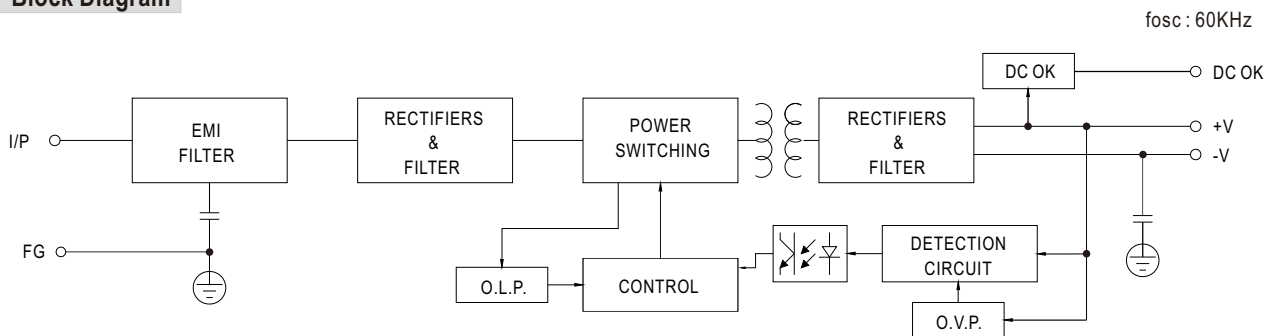 Block Diagram
fosc : 60KHz
DC OK
DC OK
I/P
EMI
FILTER
RECTIFIERS
&
FILTER
POWER
SWITCHING
RECTIFIERS
&
FILTER
+V
-V
FG
O.L.P.
CONTROL
DETECTION
CIRCUIT
O.V.P.